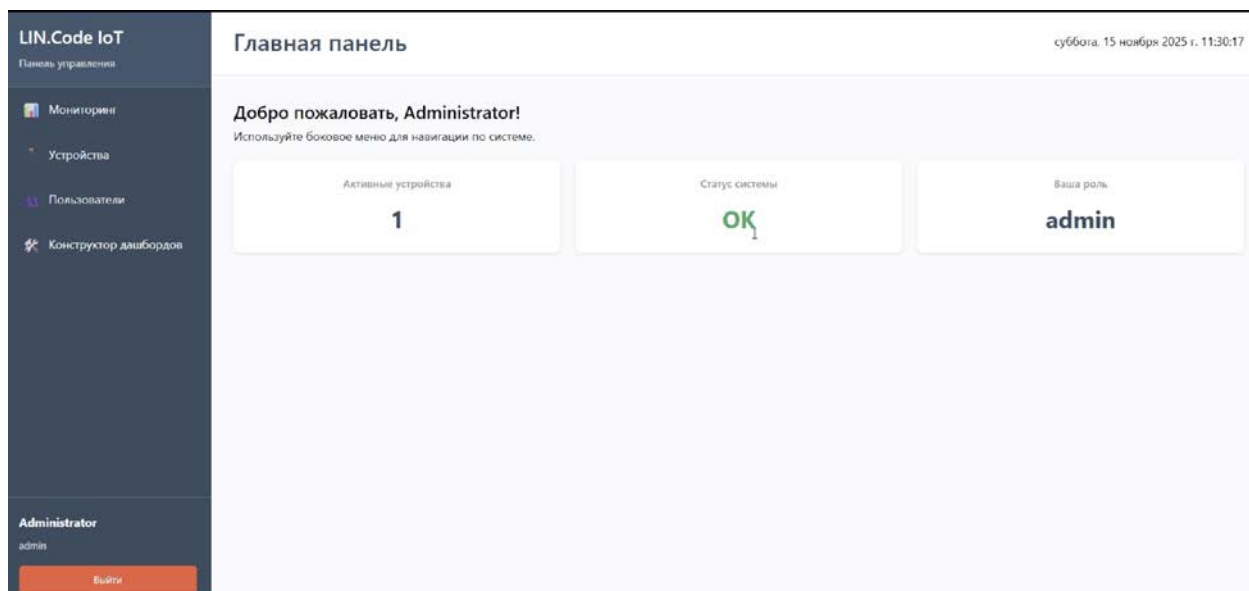 LIN.Code IoT
Панель управления
Мониторинг
Устройства
Пользователи
Конструктор дашбордов
Administrator
admin
Выйти
Главная панель
суббота, 15 ноября 2025 г. 11:30:17
Добро пожаловать, Administrator!
Используйте боковое меню для навигации по системе.
Активные устройства
1
Статус системы
OK
Ваша роль
admin